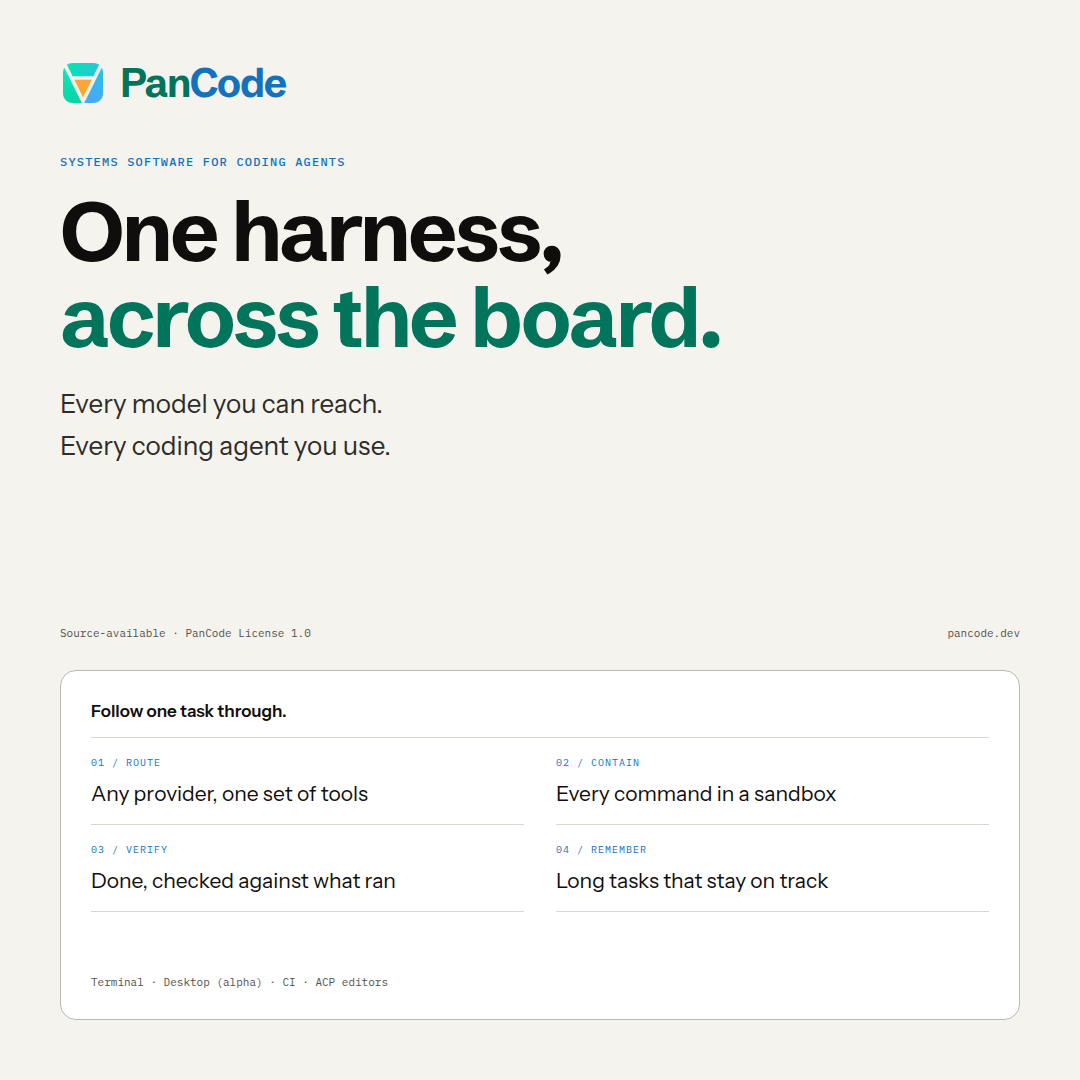 PanCode
SYSTEMS SOFTWARE FOR CODING AGENTS
One harness,
across the board.
Every model you can reach.
Every coding agent you use.
Source-available · PanCode License 1.0
pancode.dev
Follow one task through.
01 / ROUTE
Any provider, one set of tools
02 / CONTAIN
Every command in a sandbox
03 / VERIFY
Done, checked against what ran
04 / REMEMBER
Long tasks that stay on track
Terminal · Desktop (alpha) · CI · ACP editors